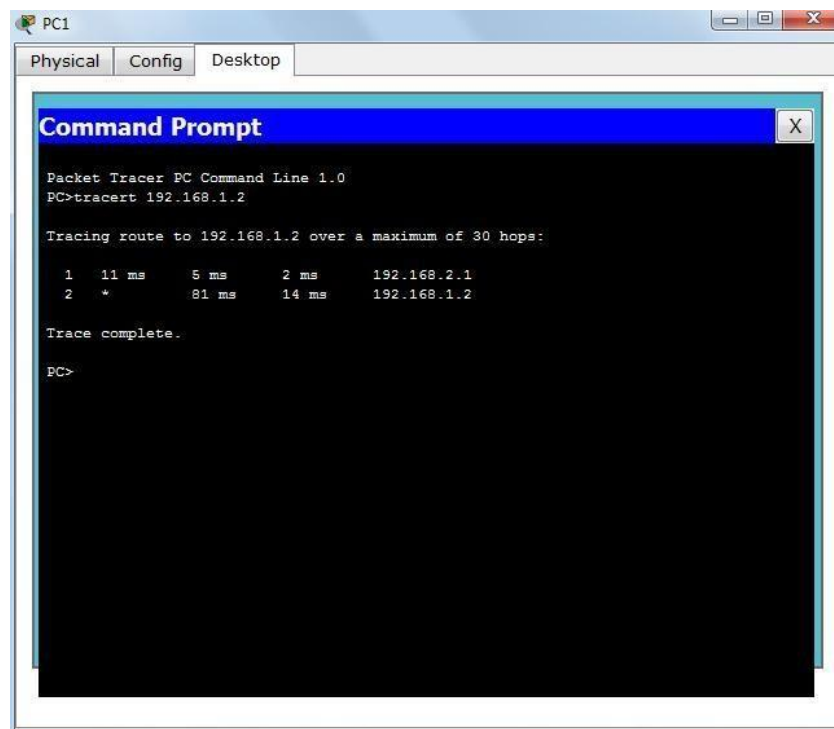 PC1
Physical Config Desktop
Command Prompt X
Packet Tracer PC Command Line 1.0
PC>tracert 192.168.1.2
Tracing route to 192.168.1.2 over a maximum of 30 hops:
1 11 ms 5 ms 2 ms 192.168.2.1
2 * 81 ms 14 ms 192.168.1.2
Trace complete.
PC>